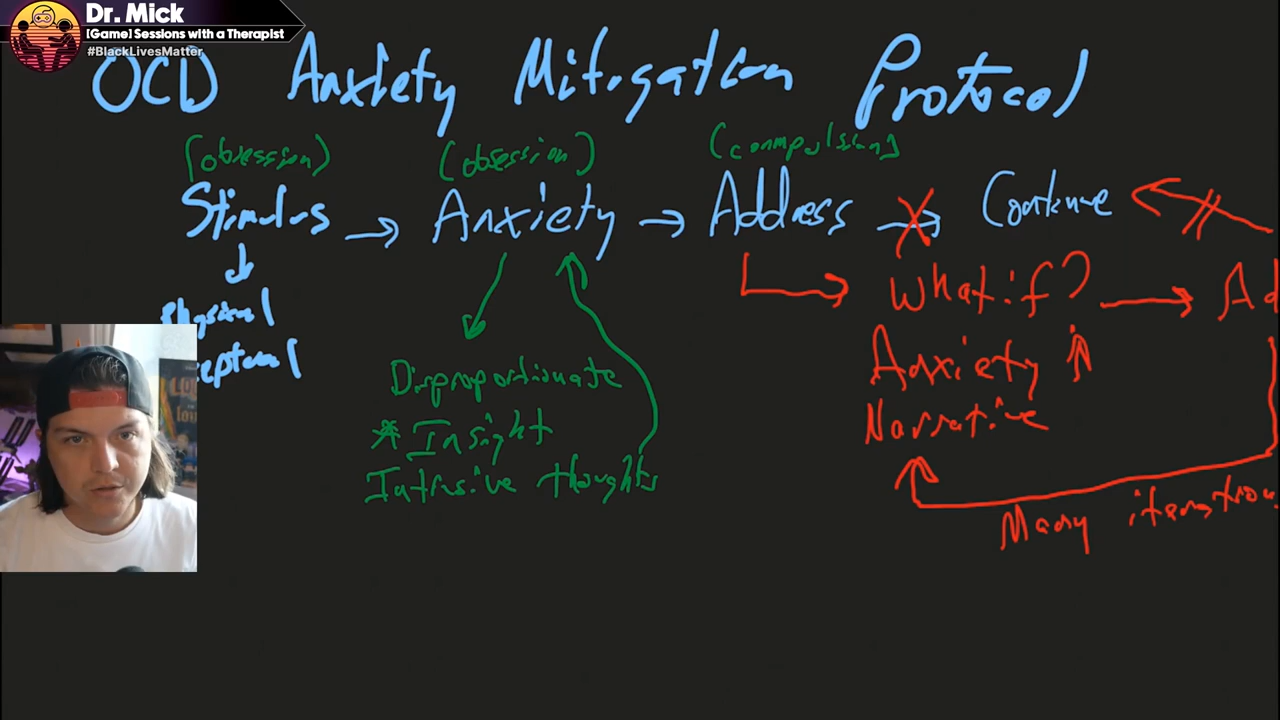 Dr. Mick
[Game] Sessions with a Therapist
#BlackLivesMatter
OCD Anxiety Mitigation Protocol
(obsession) (obsession) (compulsion)
Stimulus → Anxiety → Address → Continue
What if? → Ad
Physical
Anxiety ↑
Disproportionate
* Insight
Narrative
Intrusive thoughts
Many iteration